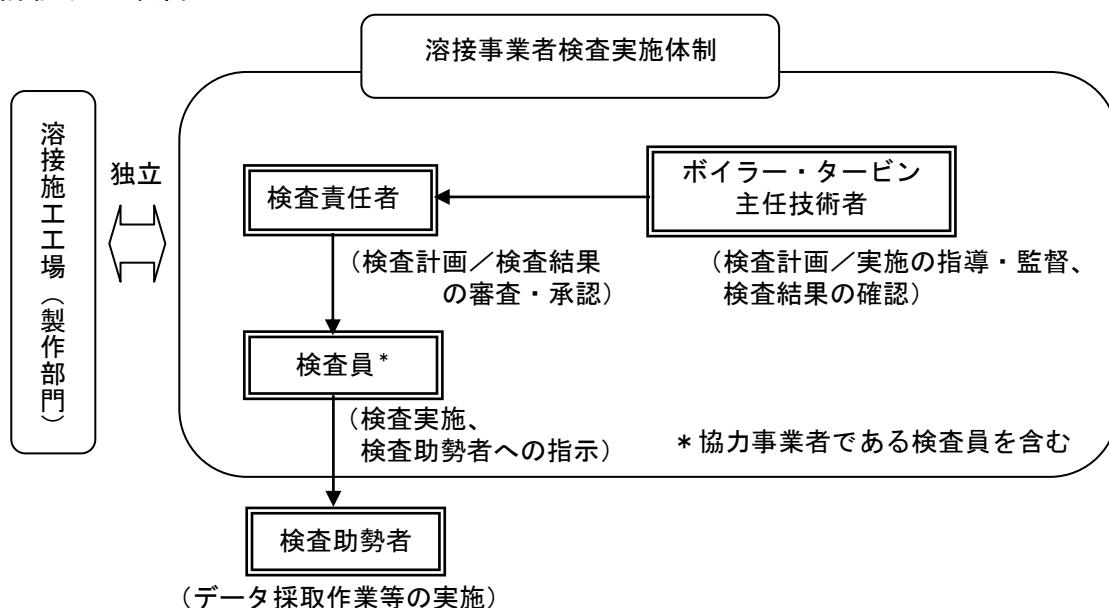 溶接事業者検査実施体制
溶接施工工場（製作部門）
独立
検査責任者
ボイラー・タービン
主任技術者
（検査計画／検査結果
の審査・承認）
（検査計画／実施の指導・監督、
検査結果の確認）
検査員*
（検査実施、
検査助勢者への指示）
＊協力事業者である検査員を含む
検査助勢者
（データ採取作業等の実施）